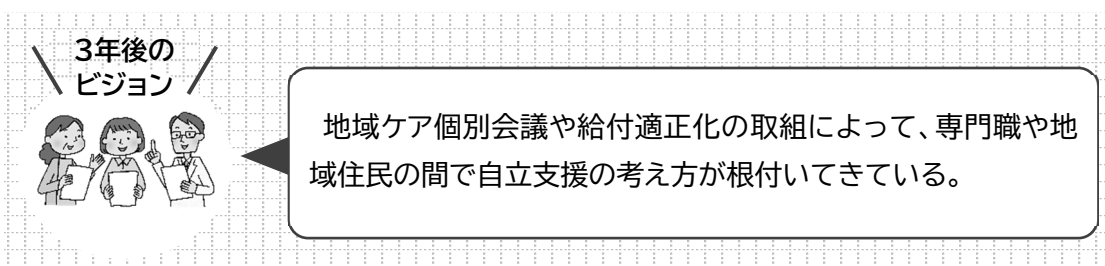 3年後の
ビジョン
地域ケア個別会議や給付適正化の取組によって、専門職や地
域住民の間で自立支援の考え方が根付いてきている。